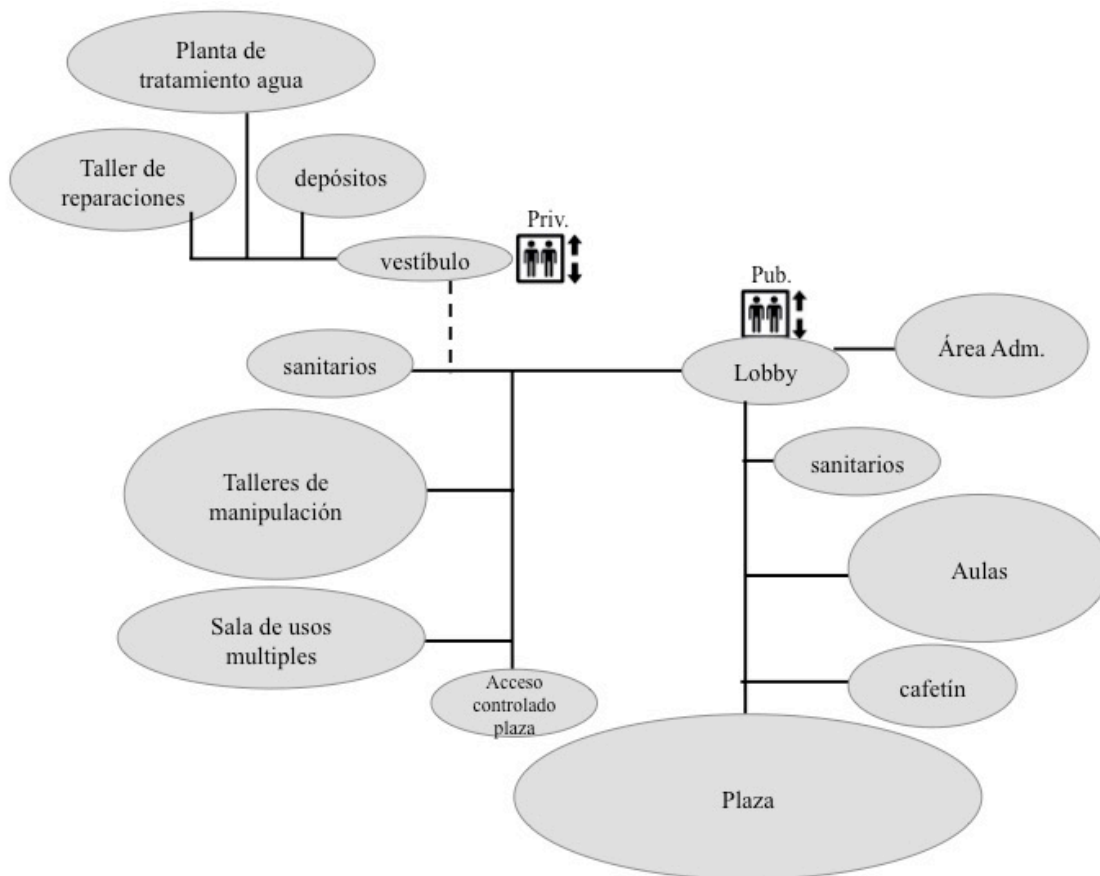 Planta de
tratamiento agua
Taller de
reparaciones
depósitos
Priv.
vestíbulo
Pub.
Área Adm.
sanitarios
Lobby
sanitarios
Talleres de
manipulación
Aulas
Sala de usos
multiples
Acceso
controlado
plaza
cafetín
Plaza